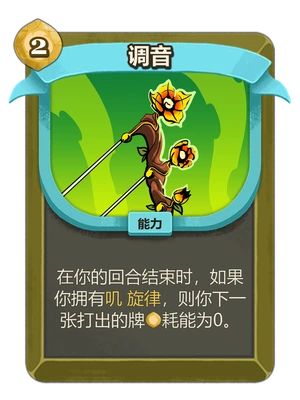 2
调音
能力
在你的回合结束时，如果
你拥有叽 旋律，则你下一
张打出的牌耗能为0。